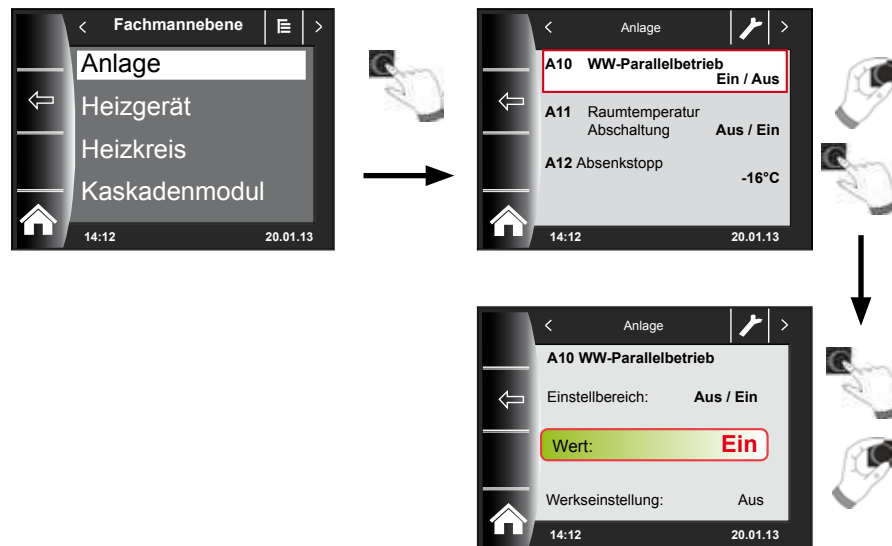 < Fachmannebene >
Anlage
Heizgerät
Heizkreis
Kaskadenmodul
14:12 20.01.13
< Anlage >
A10 WW-Parallelbetrieb
Ein / Aus
A11 Raumtemperatur
Abschaltung Aus / Ein
A12 Absenkstopp
-16°C
14:12 20.01.13
< Anlage >
A10 WW-Parallelbetrieb
Einstellbereich: Aus / Ein
Wert: Ein
Werkseinstellung: Aus
14:12 20.01.13